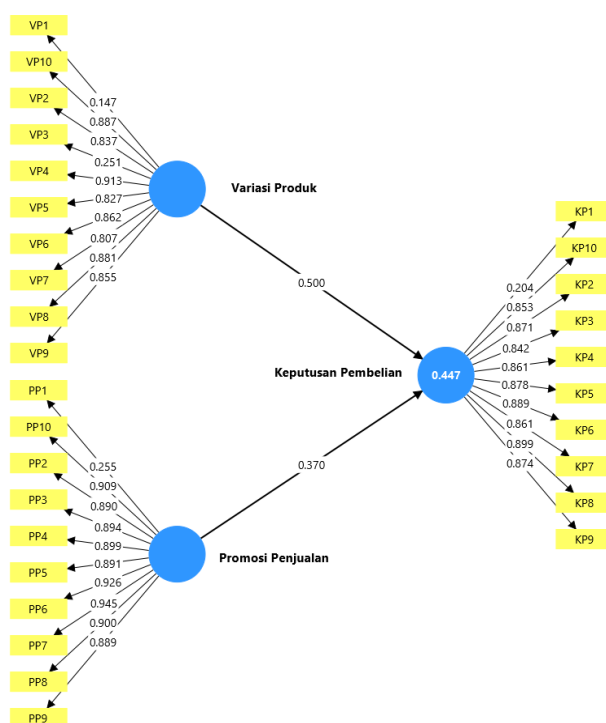 VP1
VP10
VP2
VP3
VP4
VP5
VP6
VP7
VP8
VP9
0.147
0.887
0.837
0.251
0.913
0.827
0.862
0.807
0.881
0.855
Variasi Produk
0.500
PP1
PP10
PP2
PP3
PP4
PP5
PP6
PP7
PP8
PP9
0.255
0.909
0.890
0.894
0.899
0.891
0.926
0.945
0.900
0.889
Promosi Penjualan
0.370
Keputusan Pembelian
0.447
0.204
0.853
0.871
0.842
0.861
0.878
0.889
0.861
0.899
0.874
KP1
KP10
KP2
KP3
KP4
KP5
KP6
KP7
KP8
KP9